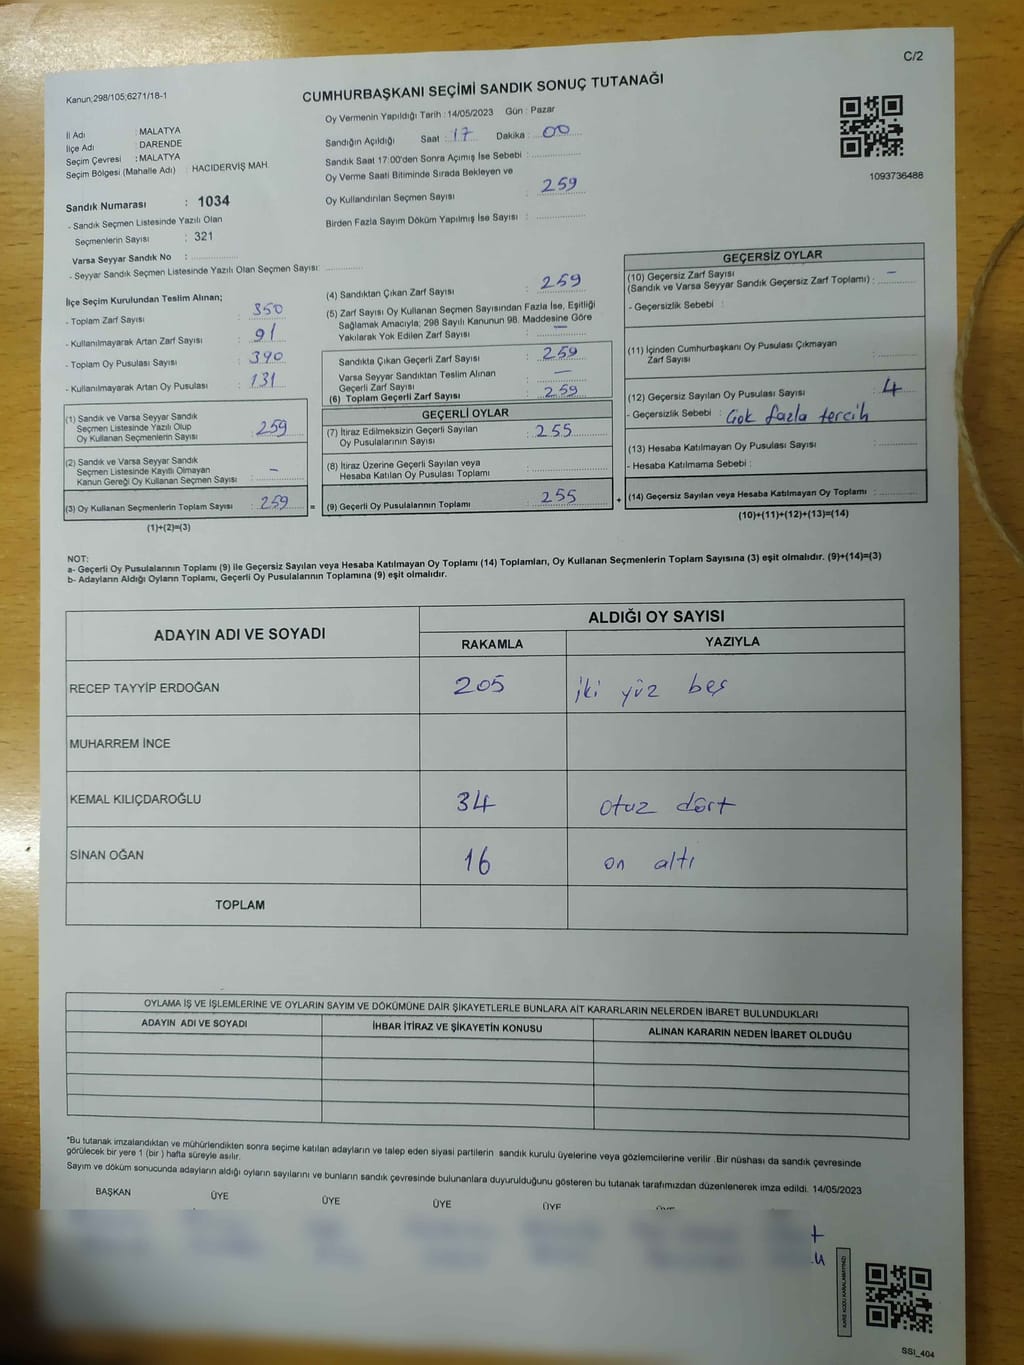 C/2
Kanun;298/105;6271/18-1
CUMHURBAŞKANI SEÇİMİ SANDIK SONUÇ TUTANAĞI
Oy Vermenin Yapıldığı Tarih : 14/05/2023 Gün : Pazar
İl Adı : MALATYA
İlçe Adı : DARENDE
Seçim Çevresi : MALATYA
Seçim Bölgesi (Mahalle Adı) : HACIDERVİŞ MAH.
Sandığın Açıldığı Saat : 17 Dakika : 00
Sandık Saat 17:00'den Sonra Açımış İse Sebebi :
Oy Verme Saati Bitiminde Sırada Bekleyen ve
Oy Kullandırılan Seçmen Sayısı : 259
Birden Fazla Sayım Döküm Yapılmış İse Sayısı :
1093736488
Sandık Numarası : 1034
- Sandık Seçmen Listesinde Yazılı Olan
Seçmenlerin Sayısı : 321
Varsa Seyyar Sandık No :
- Seyyar Sandık Seçmen Listesinde Yazılı Olan Seçmen Sayısı:
İlçe Seçim Kurulundan Teslim Alınan;
- Toplam Zarf Sayısı : 350
- Kullanılmayarak Artan Zarf Sayısı : 91
- Toplam Oy Pusulası Sayısı : 390
- Kullanılmayarak Artan Oy Pusulası : 131
(1) Sandık ve Varsa Seyyar Sandık
Seçmen Listesinde Yazılı Olup
Oy Kullanan Seçmenlerin Sayısı : 259
(2) Sandık ve Varsa Seyyar Sandık
Seçmen Listesinde Kayıtlı Olmayan
Kanun Gereği Oy Kullanan Seçmen Sayısı : -
(3) Oy Kullanan Seçmenlerin Toplam Sayısı : 259 =
(1)+(2)=(3)
(4) Sandıktan Çıkan Zarf Sayısı : 259
(5) Zarf Sayısı Oy Kullanan Seçmen Sayısından Fazla İse, Eşitliği
Sağlamak Amacıyla; 298 Sayılı Kanunun 98. Maddesine Göre
Yakılarak Yok Edilen Zarf Sayısı : —
Sandıkta Çıkan Geçerli Zarf Sayısı : 259
Varsa Seyyar Sandıktan Teslim Alınan
Geçerli Zarf Sayısı : —
(6) Toplam Geçerli Zarf Sayısı : 259
GEÇERLİ OYLAR
(7) İtiraz Edilmeksizin Geçerli Sayılan
Oy Pusulalarının Sayısı : 255
(8) İtiraz Üzerine Geçerli Sayılan veya
Hesaba Katılan Oy Pusulası Toplamı :
(9) Geçerli Oy Pusulalarının Toplamı : 255 +
GEÇERSİZ OYLAR
(10) Geçersiz Zarf Sayısı
(Sandık ve Varsa Seyyar Sandık Geçersiz Zarf Toplamı) : —
- Geçersizlik Sebebi :
(11) İçinden Cumhurbaşkanı Oy Pusulası Çıkmayan
Zarf Sayısı :
(12) Geçersiz Sayılan Oy Pusulası Sayısı : 4
- Geçersizlik Sebebi : Çok fazla tercih
(13) Hesaba Katılmayan Oy Pusulası Sayısı :
- Hesaba Katılmama Sebebi :
(14) Geçersiz Sayılan veya Hesaba Katılmayan Oy Toplamı :
(10)+(11)+(12)+(13)=(14)
NOT:
a- Geçerli Oy Pusulalarının Toplamı (9) ile Geçersiz Sayılan veya Hesaba Katılmayan Oy Toplamı (14) Toplamları, Oy Kullanan Seçmenlerin Toplam Sayısına (3) eşit olmalıdır. (9)+(14)=(3)
b- Adayların Aldığı Oyların Toplamı, Geçerli Oy Pusulalarının Toplamına (9) eşit olmalıdır.
ADAYIN ADI VE SOYADI
ALDIĞI OY SAYISI
RAKAMLA YAZIYLA
RECEP TAYYİP ERDOĞAN 205 iki yüz beş
MUHARREM İNCE
KEMAL KILIÇDAROĞLU 34 otuz dört
SİNAN OĞAN 16 on altı
TOPLAM
OYLAMA İŞ VE İŞLEMLERİNE VE OYLARIN SAYIM VE DÖKÜMÜNE DAİR ŞİKAYETLERLE BUNLARA AİT KARARLARIN NELERDEN İBARET BULUNDUKLARI
ADAYIN ADI VE SOYADI İHBAR İTİRAZ VE ŞİKAYETİN KONUSU ALINAN KARARIN NEDEN İBARET OLDUĞU
*Bu tutanak imzalandıktan ve mühürlendikten sonra seçime katılan adayların ve talep eden siyasi partilerin sandık kurulu üyelerine veya gözlemcilerine verilir .Bir nüshası da sandık çevresinde
görülecek bir yere 1 (bir ) hafta süreyle asılır.
Sayım ve döküm sonucunda adayların aldığı oyların sayılarını ve bunların sandık çevresinde bulunanlara duyurulduğunu gösteren bu tutanak tarafımızdan düzenlenerek imza edildi. 14/05/2023
BAŞKAN ÜYE ÜYE ÜYE ÜYE
KARE KODU KARALAMAYINIZ!
SSI_404